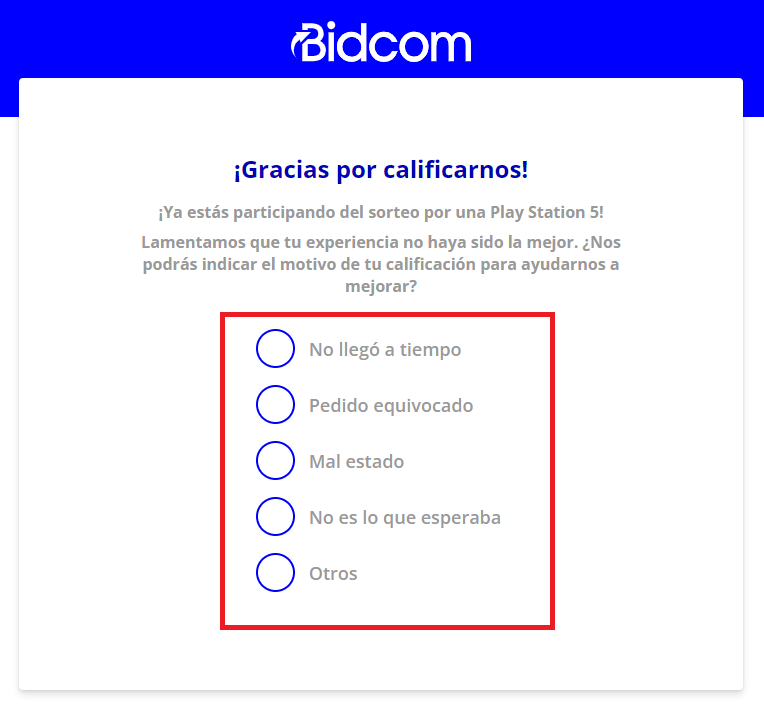 Bidcom
¡Gracias por calificarnos!
¡Ya estás participando del sorteo por una Play Station 5!
Lamentamos que tu experiencia no haya sido la mejor. ¿Nos
podrás indicar el motivo de tu calificación para ayudarnos a
mejorar?
No llegó a tiempo
Pedido equivocado
Mal estado
No es lo que esperaba
Otros